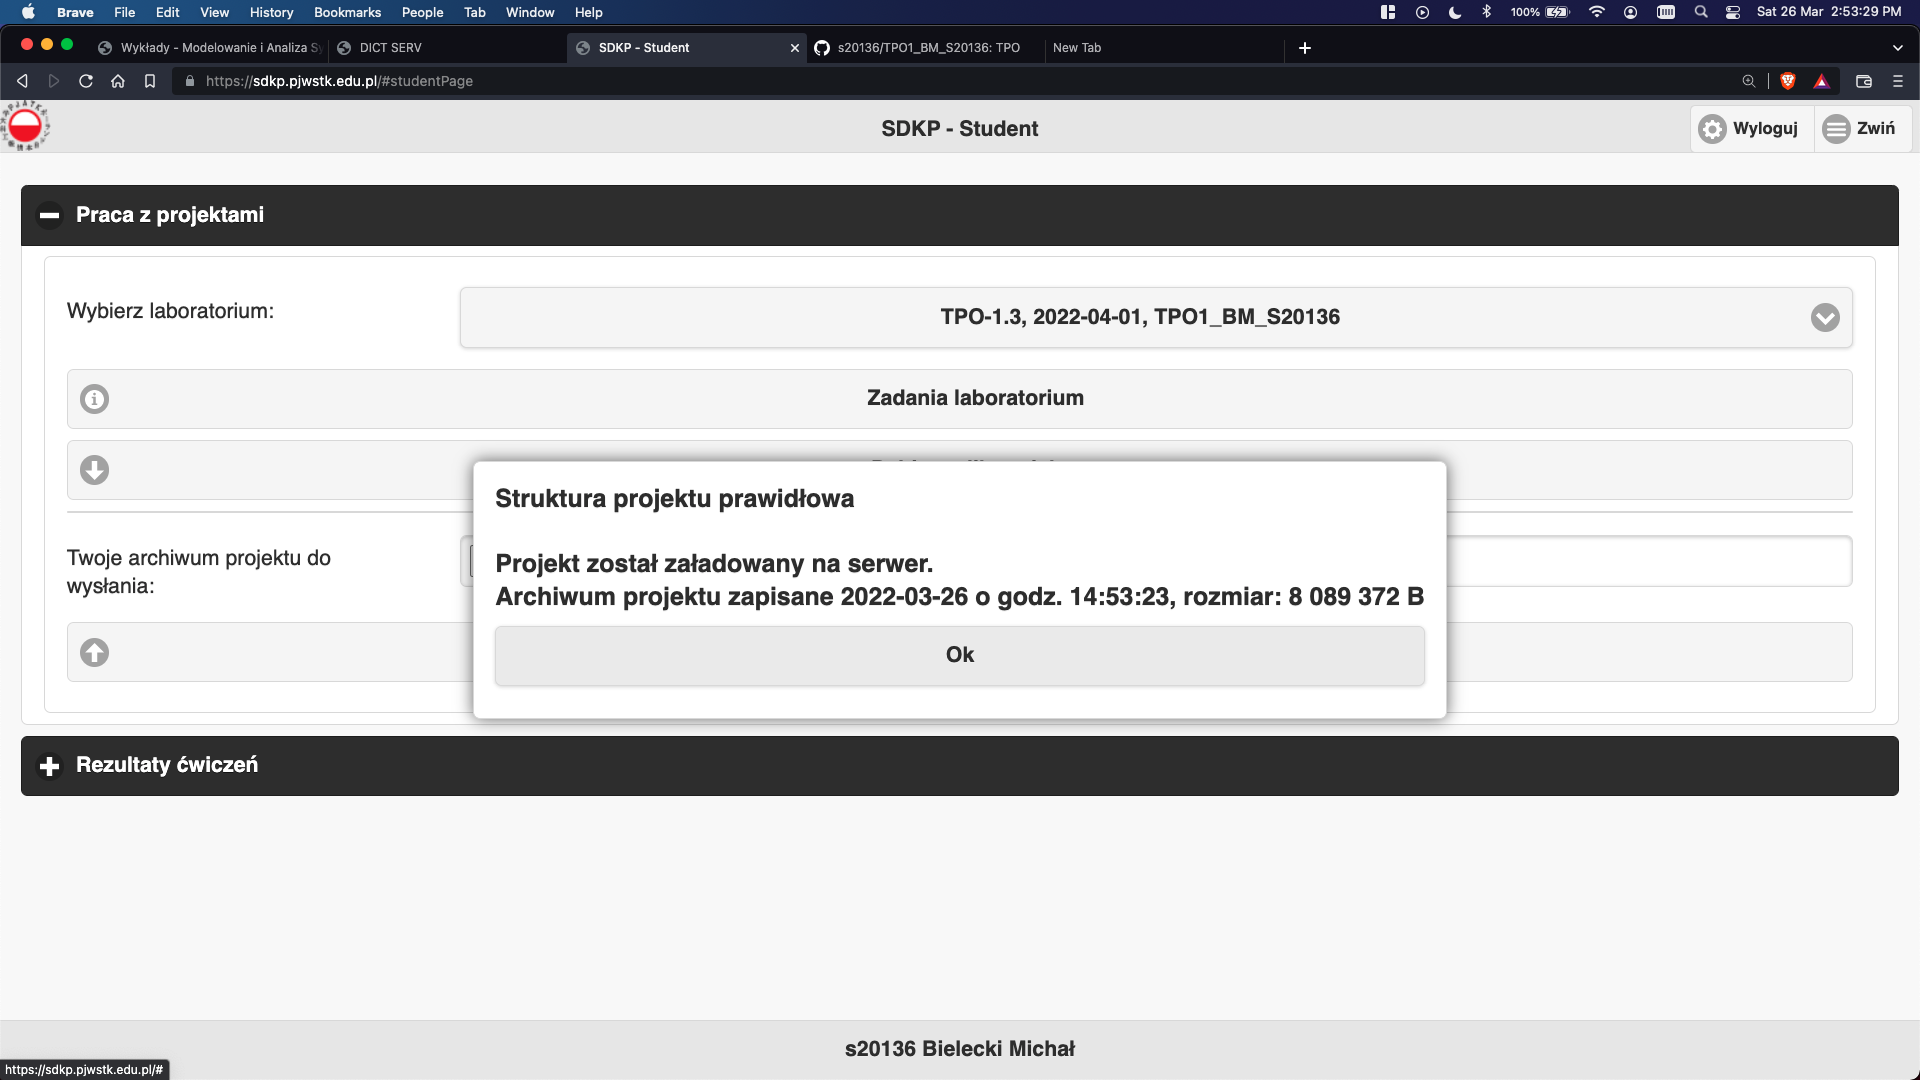 Brave File Edit View History Bookmarks People Tab Window Help 100% Sat 26 Mar 2:53:29 PM
Wykłady - Modelowanie i Analiza Sy DICT SERV SDKP - Student s20136/TPO1_BM_S20136: TPO New Tab
https://sdkp.pjwstk.edu.pl/#studentPage
SDKP - Student
Wyloguj
Zwiń
Praca z projektami
Wybierz laboratorium:
TPO-1.3, 2022-04-01, TPO1_BM_S20136
Zadania laboratorium
Struktura projektu prawidłowa
Projekt został załadowany na serwer.
Archiwum projektu zapisane 2022-03-26 o godz. 14:53:23, rozmiar: 8 089 372 B
Ok
Twoje archiwum projektu do
wysłania:
Rezultaty ćwiczeń
s20136 Bielecki Michał
https://sdkp.pjwstk.edu.pl/#